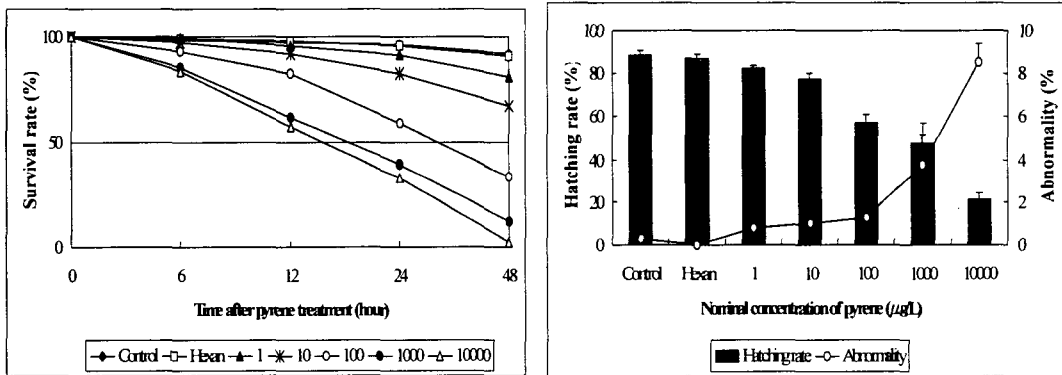 100
50
0
Survival rate (%)
0 6 12 24 48
Time after pyrene treatment (hour)
Control Hexan 1 10 100 1000 10000
100
80
60
40
20
0
Hatching rate (%)
10
8
6
4
2
0
Abnormality (%
Control Hexan 1 10 100 1000 10000
Nominal concentration of pyrene (μg/L)
Hatching rate Abnormality